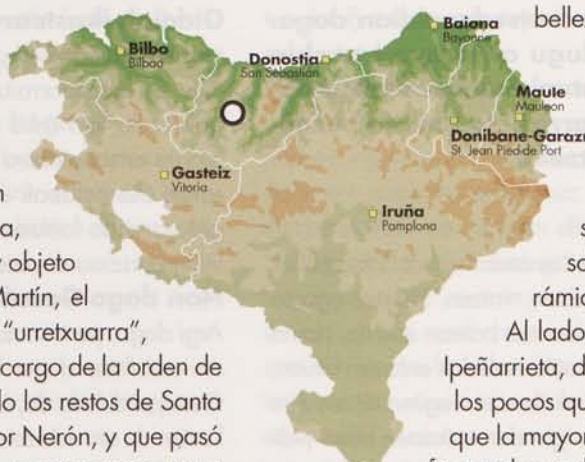 belle
Baiona
Bayonne
Bilbo
Bilbao
Donostia
San Sebastián
Maule
Mauleon
Donibane-Garazi
St. Jean Pied de Port
Gasteiz
Vitoria
Iruña
Pamplona
a,
objeto
Martín, el
"urretxuarra",
cargo de la orden de
do los restos de Santa
or Nerón, y que pasó
s
so
rámic
Al lado
Ipeñarrieta, d
los pocos qu
que la mayor